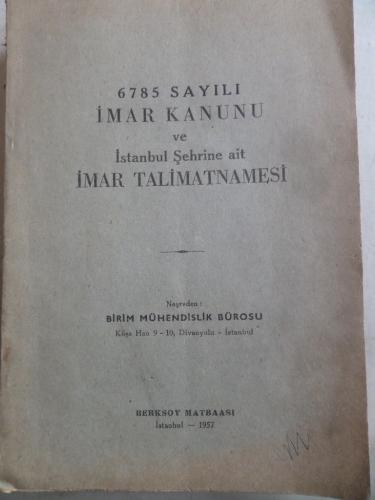 6785 SAYILI
İMAR KANUNU
ve
İstanbul Şehrine ait
İMAR TALİMATNAMESİ
Neşreden :
BİRİM MÜHENDİSLİK BÜROSU
Köşe Han 9 - 10, Divanyolu - İstanbul
BERKSOY MATBAASI
İstanbul — 1957